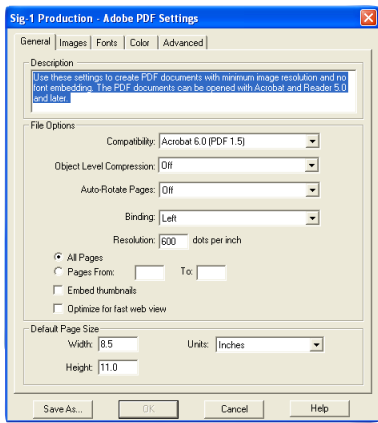 Sig-1 Production - Adobe PDF Settings
General Images Fonts Color Advanced
Description
Use these settings to create PDF documents with minimum image resolution and no
font embedding. The PDF documents can be opened with Acrobat and Reader 5.0
and later.
File Options
Compatibility: Acrobat 6.0 (PDF 1.5)
Object Level Compression: Off
Auto-Rotate Pages: Off
Binding: Left
Resolution: 600 dots per inch
All Pages
Pages From: To:
Embed thumbnails
Optimize for fast web view
Default Page Size
Width: 8.5 Units: Inches
Height: 11.0
Save As... OK Cancel Help